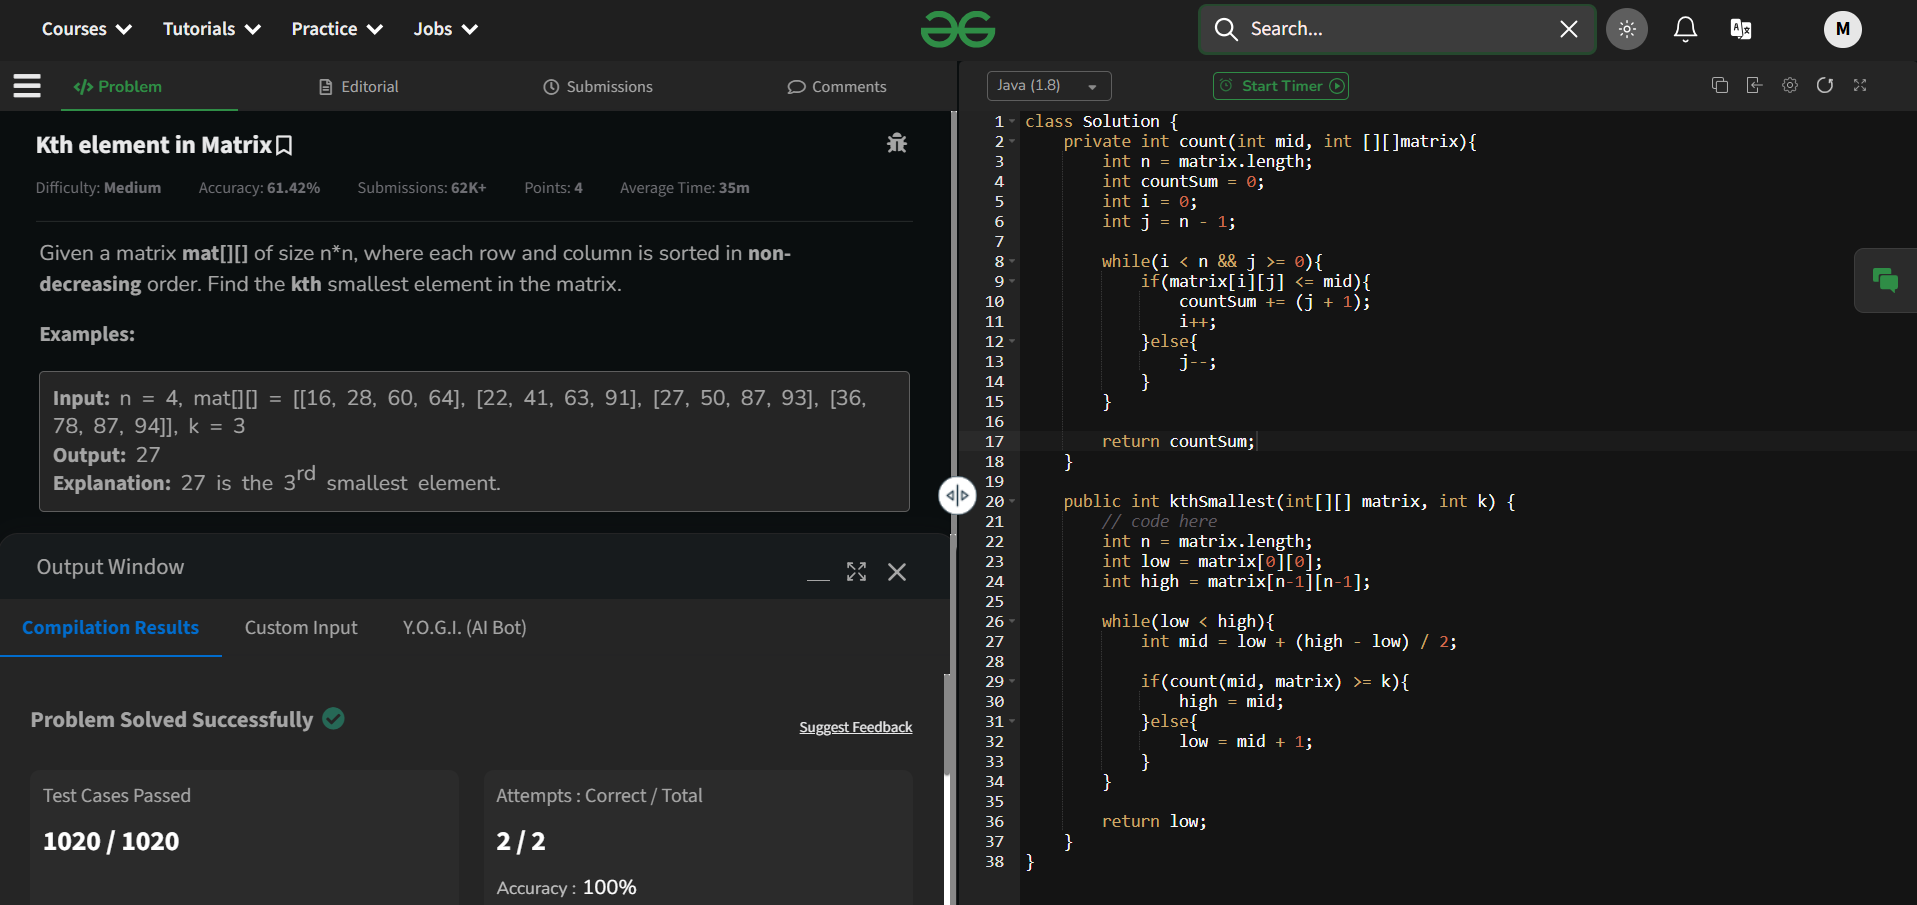 Courses Tutorials Practice Jobs Search... M
Problem Editorial Submissions Comments
Kth element in Matrix
Difficulty: Medium Accuracy: 61.42% Submissions: 62K+ Points: 4 Average Time: 35m
Given a matrix mat[][] of size n*n, where each row and column is sorted in non-
decreasing order. Find the kth smallest element in the matrix.
Examples:
Input: n = 4, mat[][] = [[16, 28, 60, 64], [22, 41, 63, 91], [27, 50, 87, 93], [36,
78, 87, 94]], k = 3
Output: 27
Explanation: 27 is the 3rd smallest element.
Output Window
Compilation Results Custom Input Y.O.G.I. (AI Bot)
Problem Solved Successfully
Suggest Feedback
Test Cases Passed
1020 / 1020
Attempts : Correct / Total
2 / 2
Accuracy : 100%
Java (1.8) Start Timer
1 class Solution {
2 private int count(int mid, int [][]matrix){
3 int n = matrix.length;
4 int countSum = 0;
5 int i = 0;
6 int j = n - 1;
7
8 while(i < n && j >= 0){
9 if(matrix[i][j] <= mid){
10 countSum += (j + 1);
11 i++;
12 }else{
13 j--;
14 }
15 }
16
17 return countSum;
18 }
19
20 public int kthSmallest(int[][] matrix, int k) {
21 // code here
22 int n = matrix.length;
23 int low = matrix[0][0];
24 int high = matrix[n-1][n-1];
25
26 while(low < high){
27 int mid = low + (high - low) / 2;
28
29 if(count(mid, matrix) >= k){
30 high = mid;
31 }else{
32 low = mid + 1;
33 }
34 }
35
36 return low;
37 }
38 }